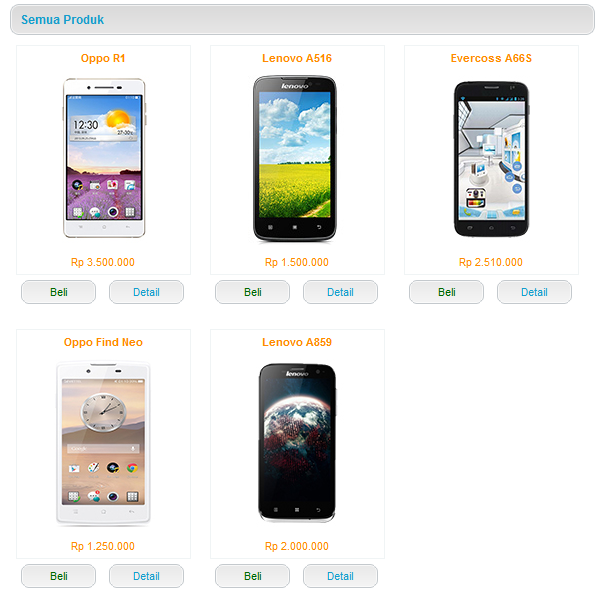 Semua Produk
Oppo R1
Lenovo A516
Evercoss A66S
12:30
lenovo
Rp 3.500.000
Rp 1.500.000
Rp 2.510.000
Beli
Detail
Beli
Detail
Beli
Detail
Oppo Find Neo
Lenovo A859
lenovo
Google
Rp 1.250.000
Rp 2.000.000
Beli
Detail
Beli
Detail